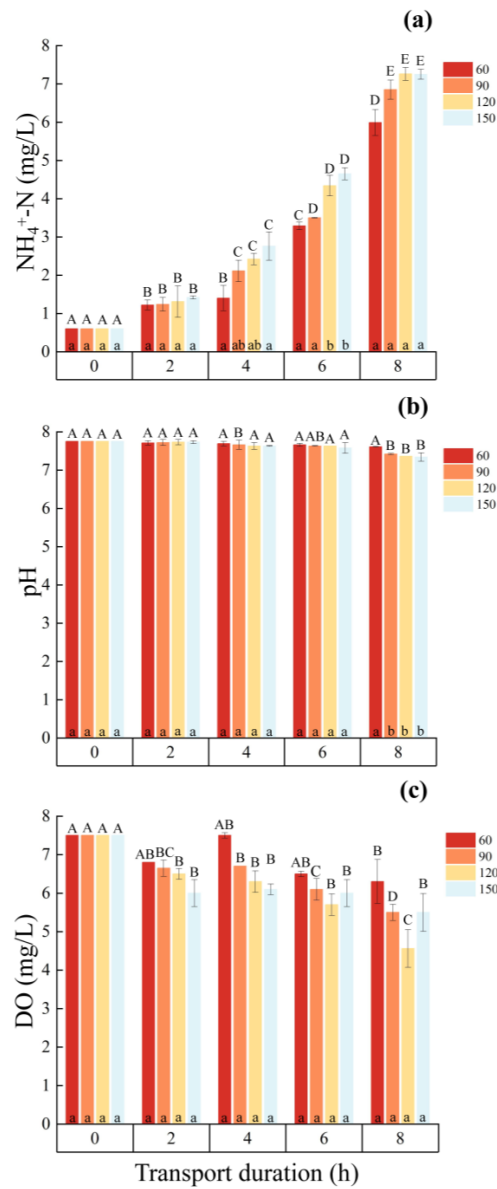 (a)
8
7
6
5
4
3
2
1
0
NH₄⁺-N (mg/L)
60
90
120
150
A A A A
B B B B
B C C C
C D D D
D E E E
a a a a
a a a a
a ab ab a
a a b b
a a a a
0 2 4 6 8
(b)
8
7
6
5
4
3
2
1
0
pH
60
90
120
150
A A A A
A A A A
A B A A
A AB A A
A B B B
a a a a
a a a a
a a a a
a a a a
a b b b
0 2 4 6 8
(c)
8
7
6
5
4
3
2
1
0
DO (mg/L)
60
90
120
150
A A A A
AB BC B B
AB B B B
AB C B B
B D C B
a a a a
a a a a
a a a a
a a a a
a a a a
0 2 4 6 8
Transport duration (h)